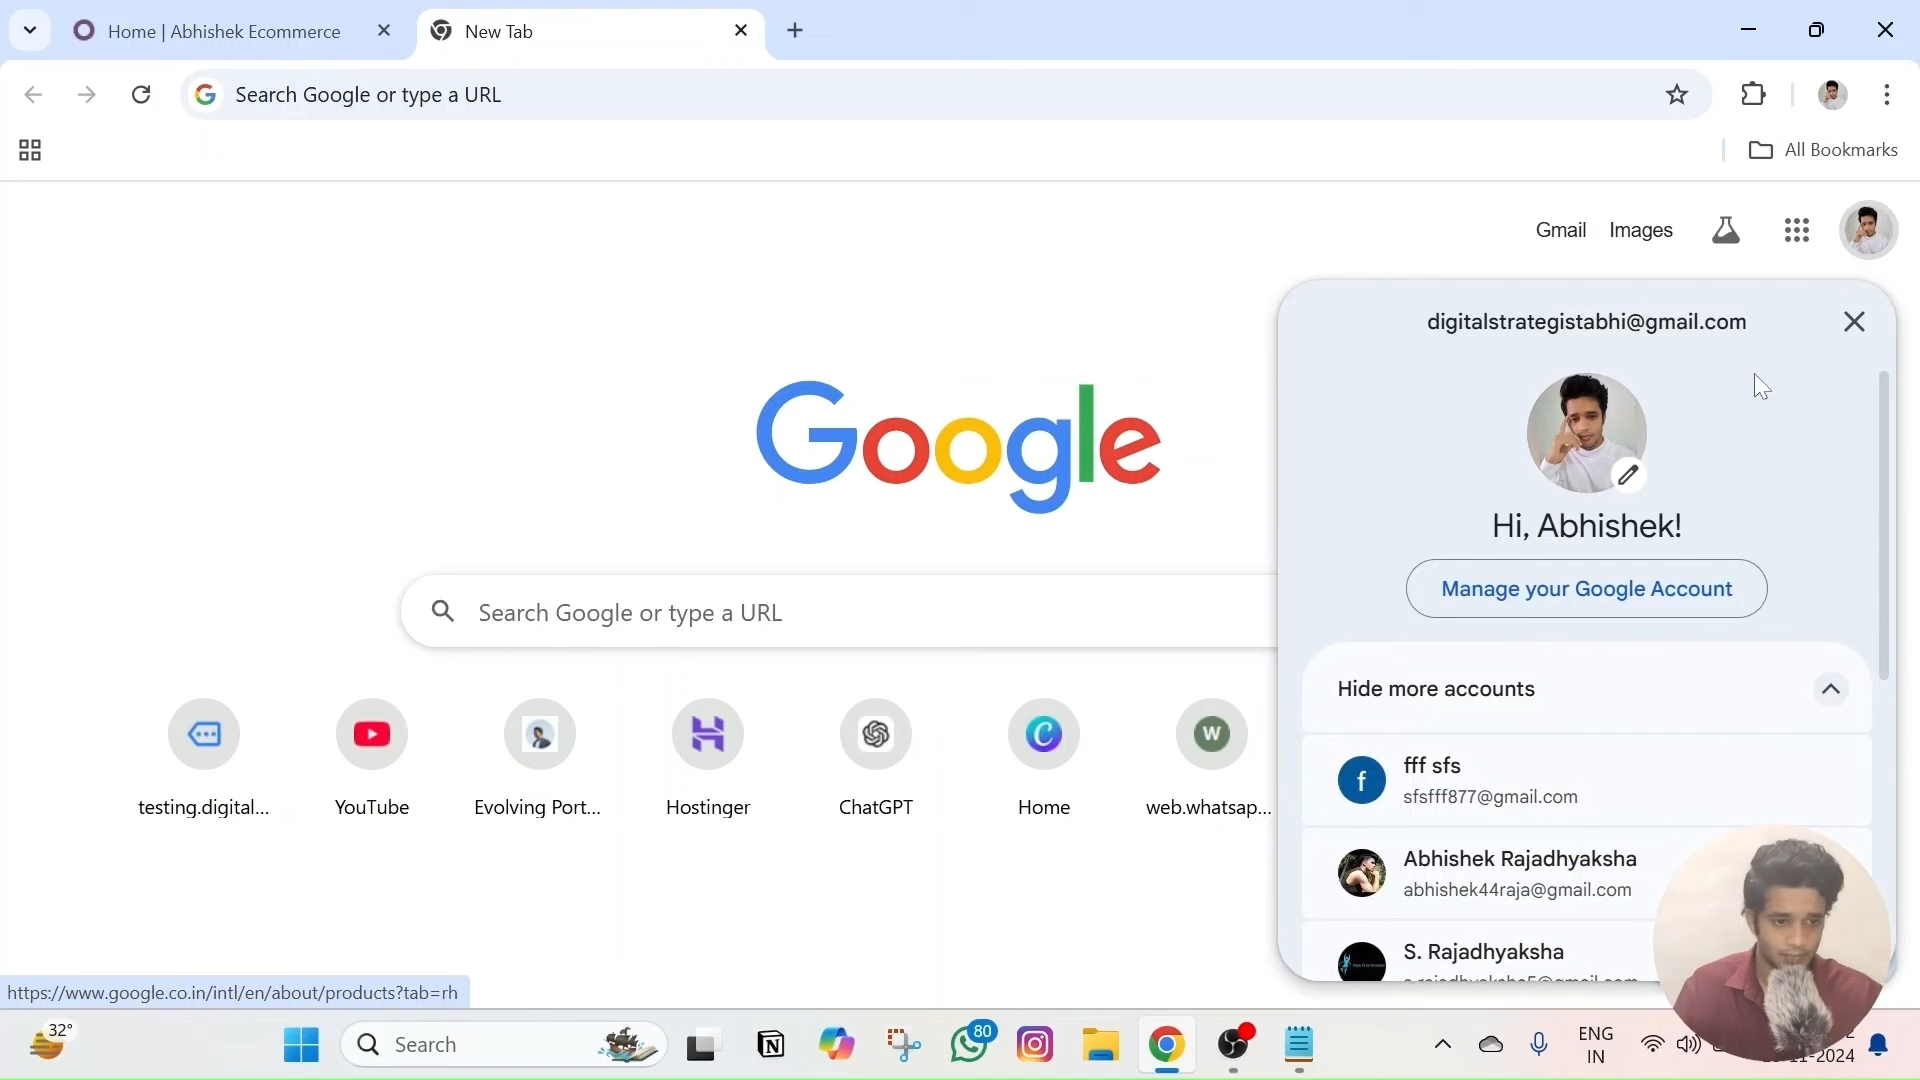 Home | Abhishek Ecommerce
New Tab
Search Google or type a URL
All Bookmarks
Gmail Images
Google
digitalstrategistabhi@gmail.com
Hi, Abhishek!
Manage your Google Account
Search Google or type a URL
Hide more accounts
f
fff sfs
sfsfff877@gmail.com
W
testing.digital... YouTube Evolving Port... Hostinger ChatGPT Home web.whatsap...
Abhishek Rajadhyaksha
abhishek44raja@gmail.com
S. Rajadhyaksha
https://www.google.co.in/intl/en/about/products?tab=rh
32°
Search
80
ENG
IN
2024